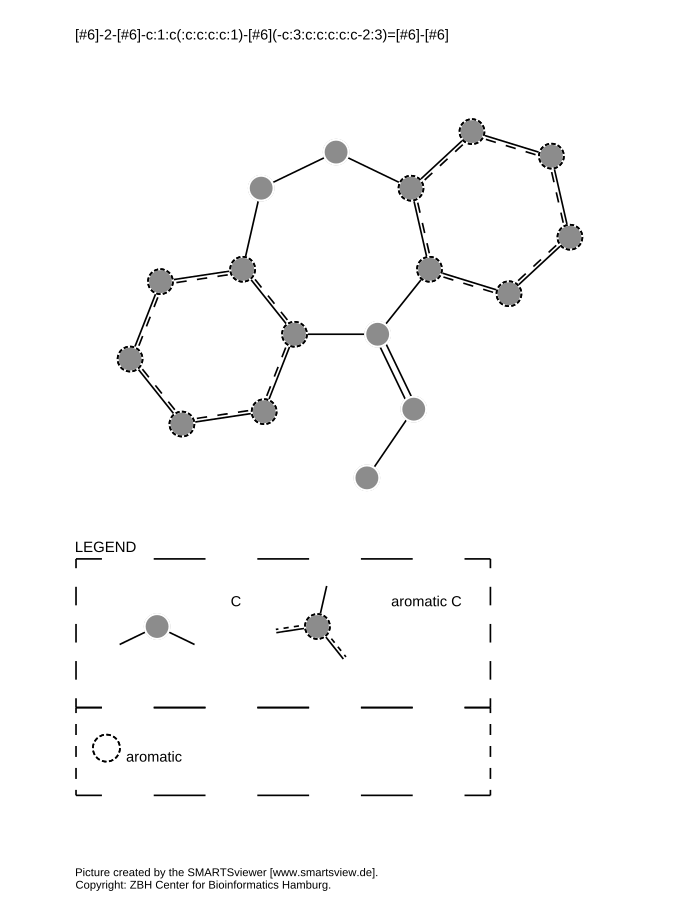 [#6]-2-[#6]-c:1:c(:c:c:c:c:1)-[#6](-c:3:c:c:c:c:c-2:3)=[#6]-[#6]
LEGEND
C
aromatic C
aromatic
Picture created by the SMARTSviewer [www.smartsview.de].
Copyright: ZBH Center for Bioinformatics Hamburg.